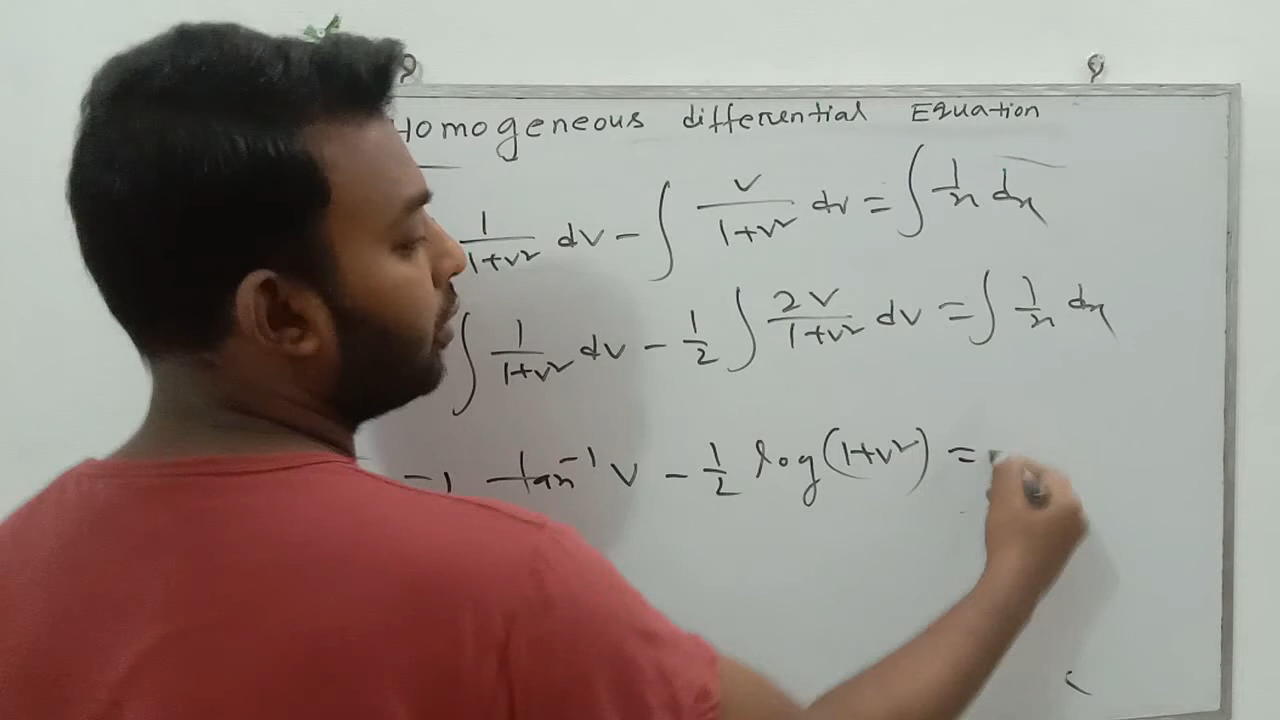 Homogeneous differential Equation
1/(1+v²) dv - ∫ v/(1+v²) dv = ∫ 1/x dx
∫ 1/(1+v²) dv - 1/2 ∫ 2v/(1+v²) dv = ∫ 1/x dx
tan⁻¹ v - 1/2 log(1+v²) =